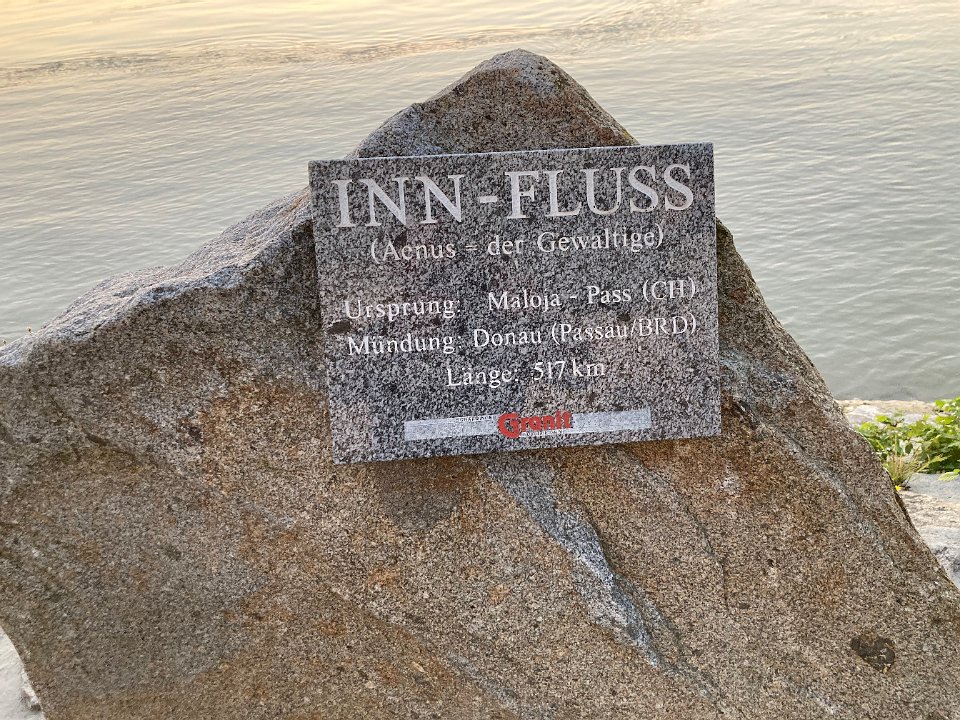 INN-FLUSS
(Aenus = der Gewaltige)
Ursprung: Maloja - Pass (CH)
Mündung: Donau (Passau/BRD)
Länge: 517 km
Granit